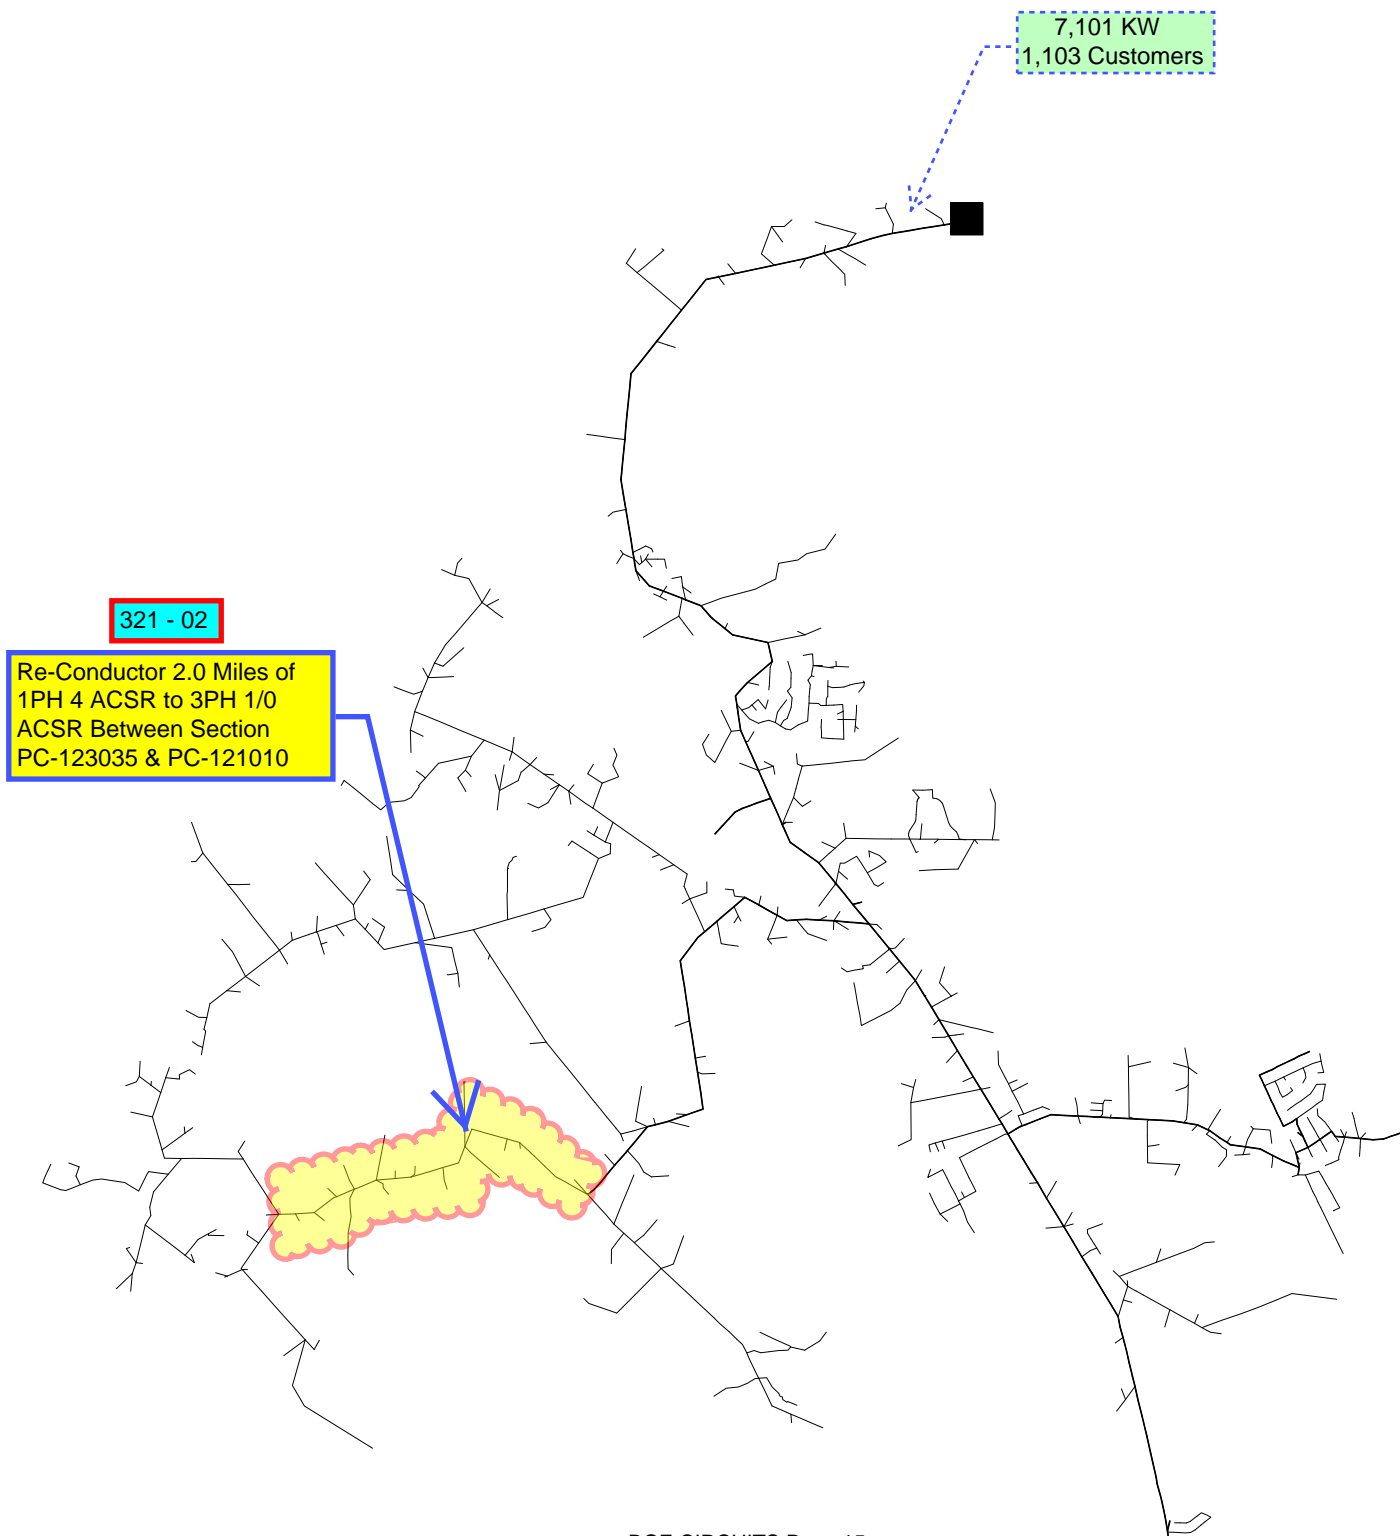 7,101 KW
1,103 Customers
321 - 02
Re-Conductor 2.0 Miles of
1PH 4 ACSR to 3PH 1/0
ACSR Between Section
PC-123035 & PC-121010